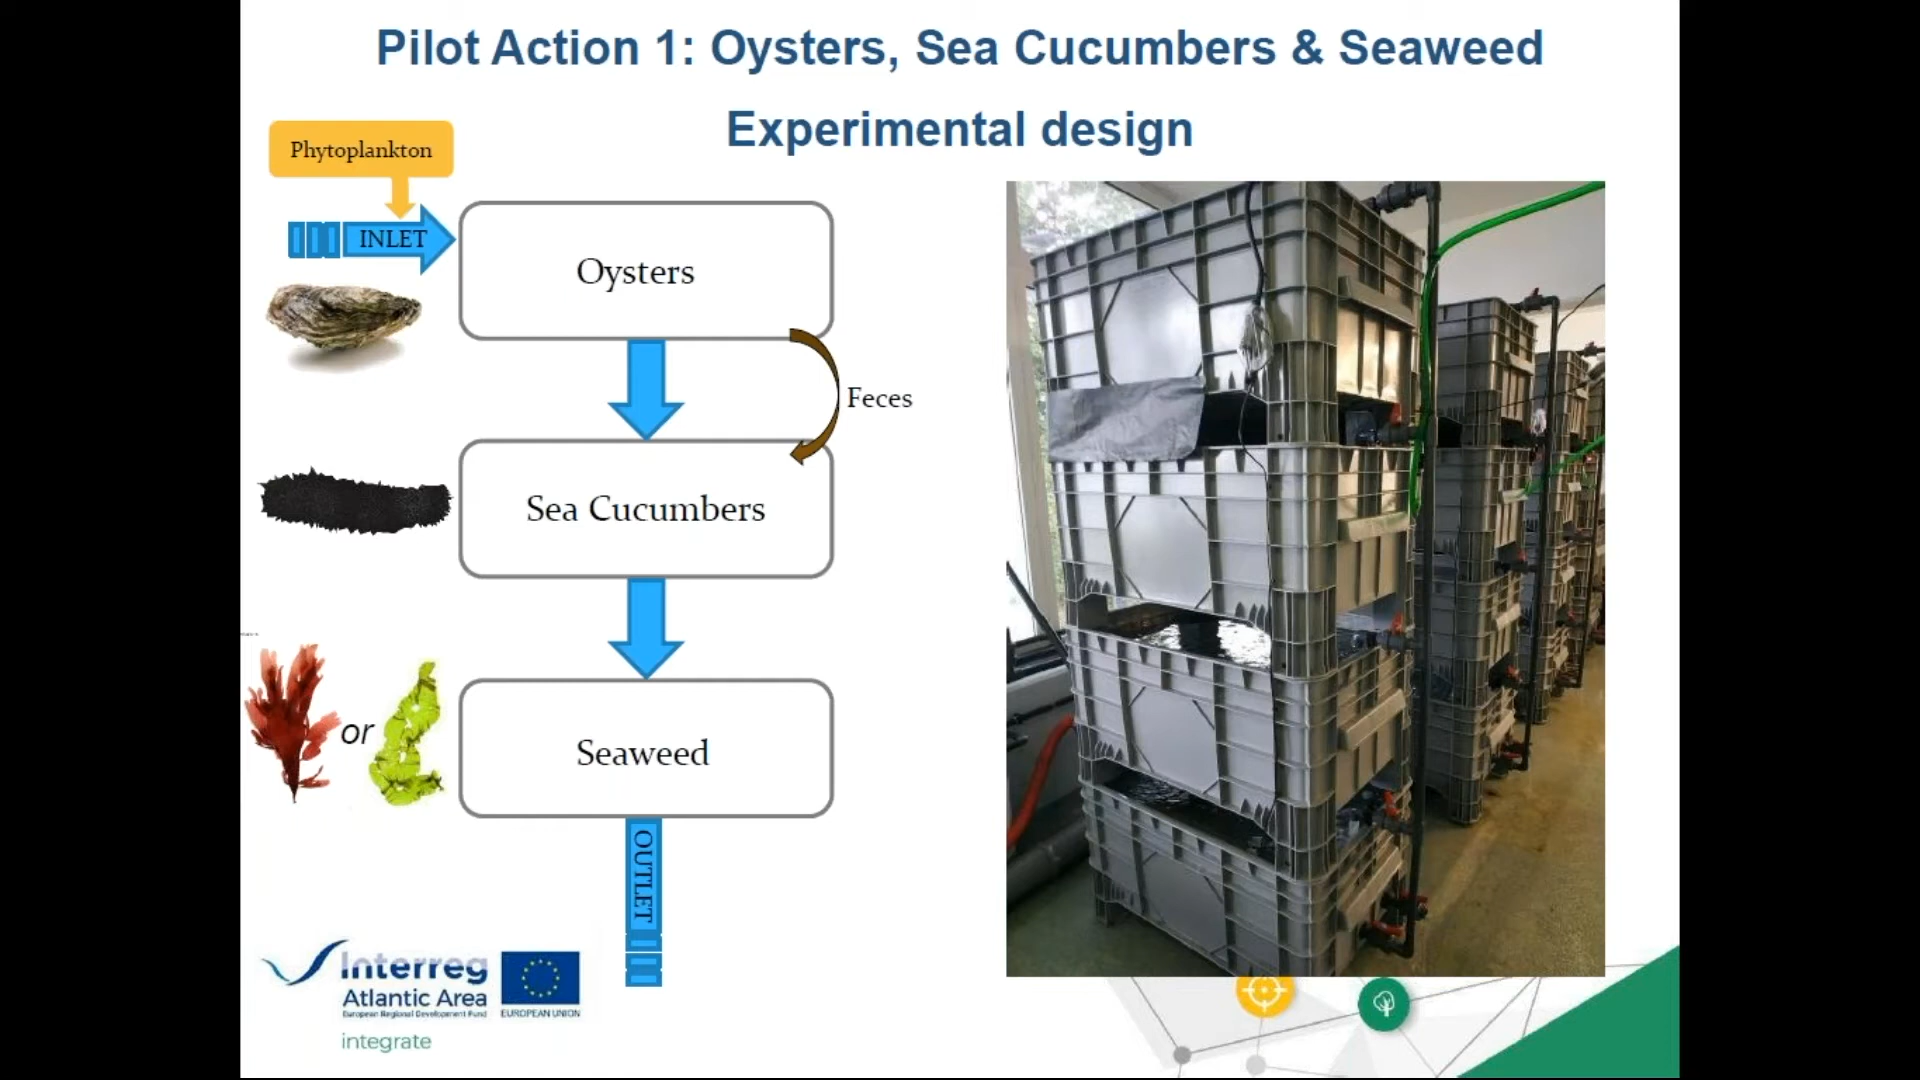 Pilot Action 1: Oysters, Sea Cucumbers & Seaweed
Experimental design
Phytoplankton
INLET
Oysters
Feces
Sea Cucumbers
or
Seaweed
OUTLET
Interreg
Atlantic Area
European Regional Development Fund
EUROPEAN UNION
integrate